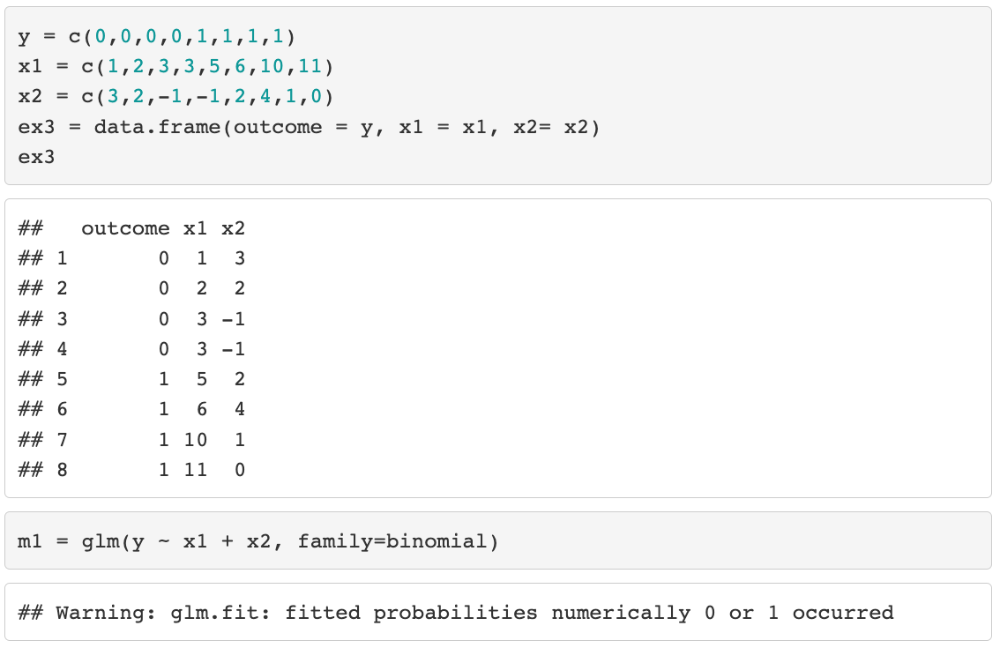 y = c(0,0,0,0,1,1,1,1)
x1 = c(1,2,3,3,5,6,10,11)
x2 = c(3,2,-1,-1,2,4,1,0)
ex3 = data.frame(outcome = y, x1 = x1, x2= x2)
ex3
##   outcome x1 x2
## 1       0  1  3
## 2       0  2  2
## 3       0  3 -1
## 4       0  3 -1
## 5       1  5  2
## 6       1  6  4
## 7       1 10  1
## 8       1 11  0
m1 = glm(y ~ x1 + x2, family=binomial)
## Warning: glm.fit: fitted probabilities numerically 0 or 1 occurred